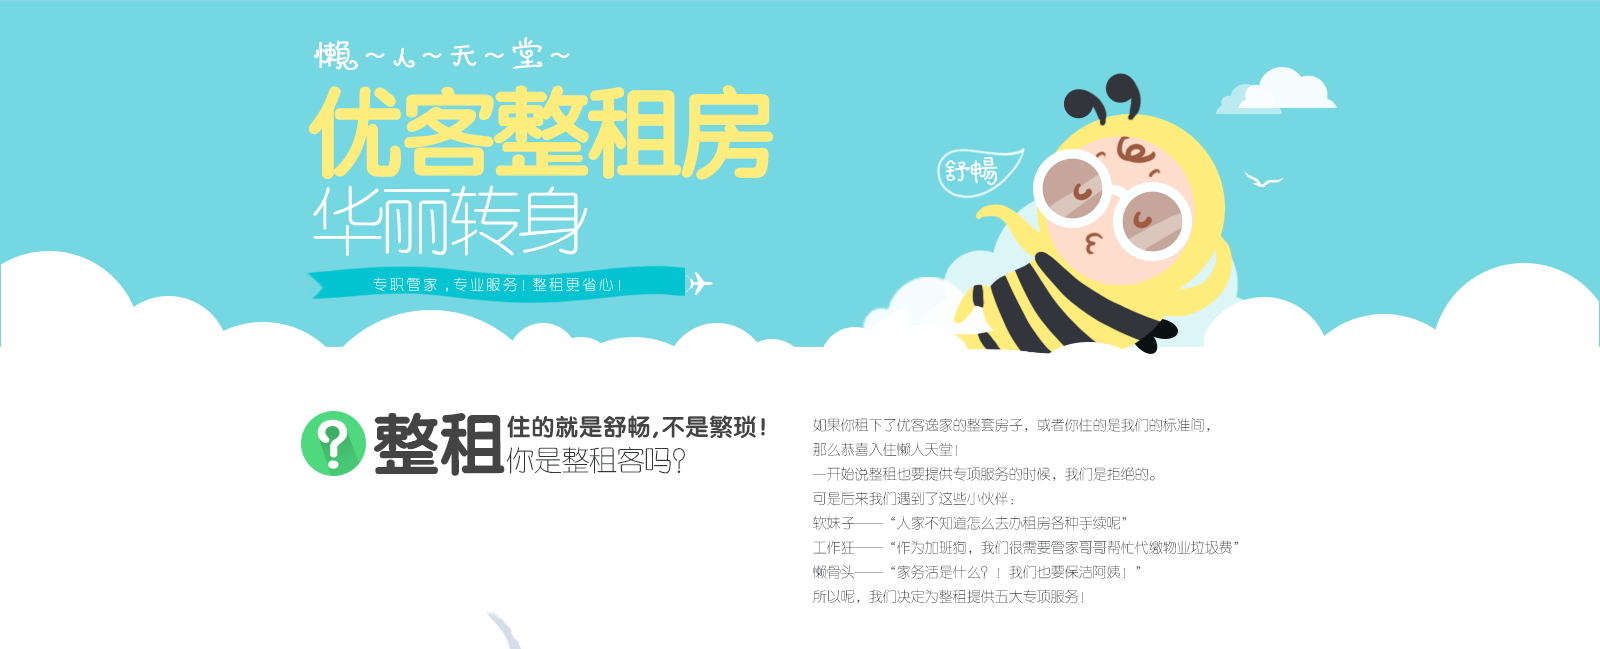 懒～人～天～堂～
优客整租房
华丽转身
专职管家，专业服务！整租更省心！
舒暢
?
整租
住的就是舒畅，不是繁琐！
你是整租客吗？
如果你租下了优客逸家的整套房子，或者你住的是我们的标准间，
那么恭喜入住懒人天堂！
一开始说整租也要提供专项服务的时候，我们是拒绝的。
可是后来我们遇到了这些小伙伴：
软妹子——“人家不知道怎么去办租房各种手续呢”
工作狂——“作为加班狗，我们很需要管家哥哥帮忙代缴物业垃圾费”
懒骨头——“家务活是什么？！我们也要保洁阿姨！”
所以呢，我们决定为整租提供五大专项服务！